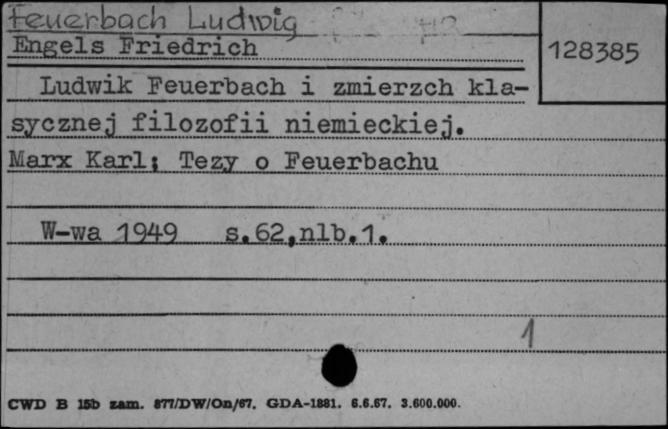 Feuerbach Ludwig
Engels Friedrich
128385
Ludwik Feuerbach i zmierzch kla-
sycznej filozofii niemieckiej.
Marx Karl; Tezy o Feuerbachu
W-wa 1949 s.62,nlb.1.
1
CWD B 15b zam. 877/DW/On/67. GDA-1881. 6.6.67. 3.600.000.